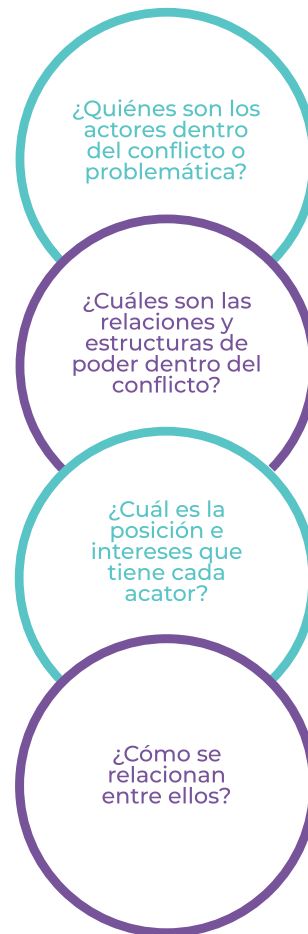 ¿Quiénes son los
actores dentro
del conflicto o
problemática?
¿Cuáles son las
relaciones y
estructuras de
poder dentro del
conflicto?
¿Cuál es la
posición e
intereses que
tiene cada
acator?
¿Cómo se
relacionan
entre ellos?